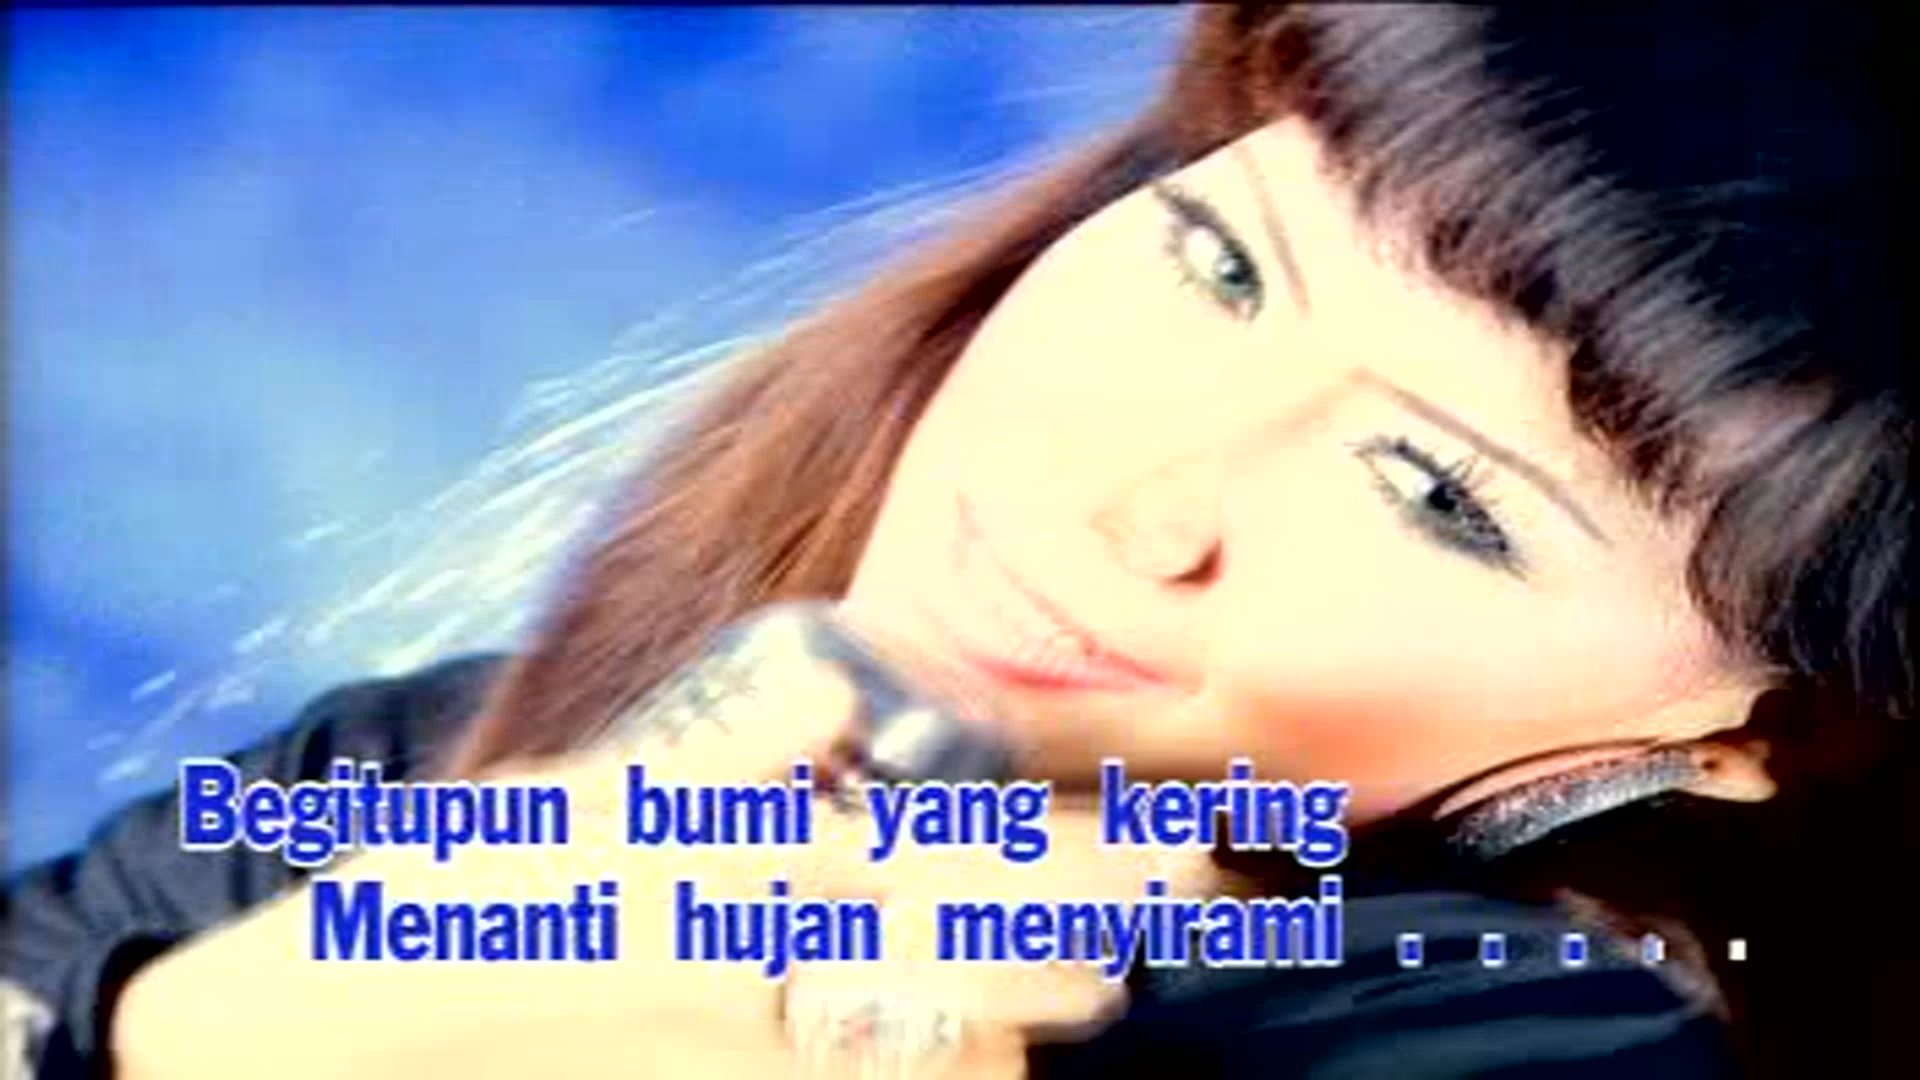 Begitupun bumi yang kering
Menanti hujan menyirami . . . . .